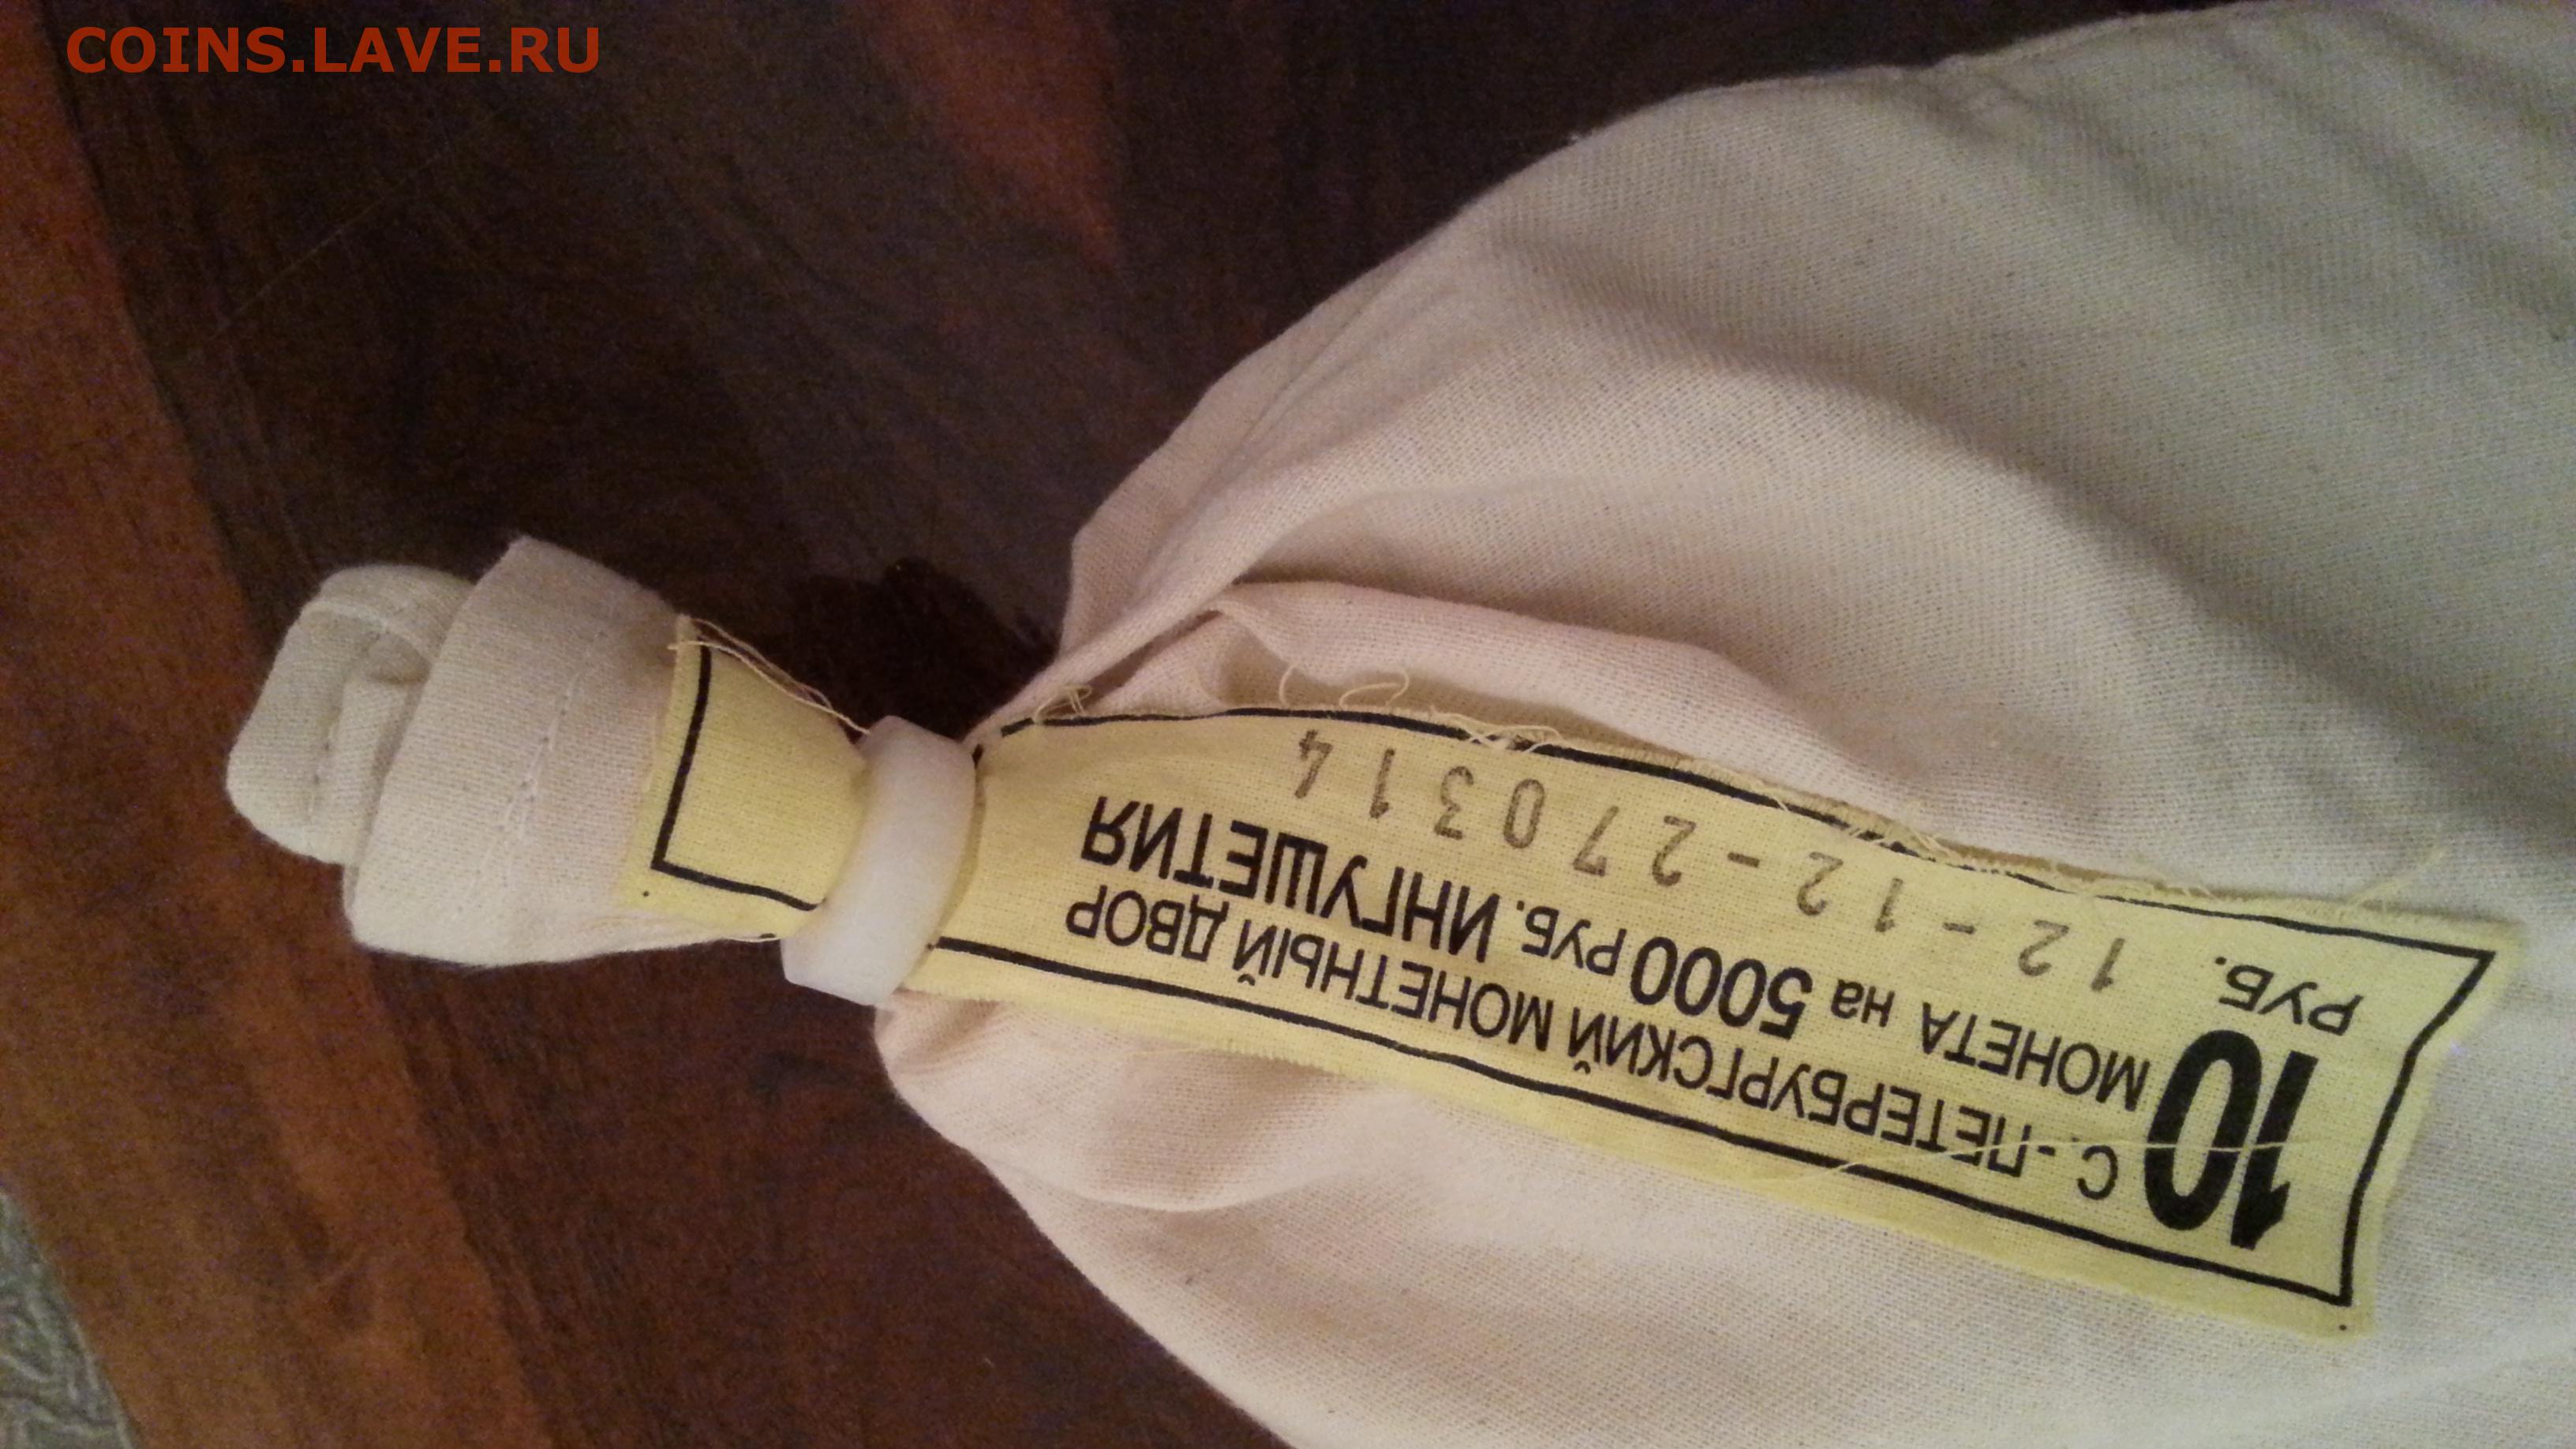 COINS.LAVE.RU
10 РУБ.
С.-ПЕТЕРБУРГСКИЙ МОНЕТНЫЙ ДВОР
МОНЕТА на 5000 РУБ. ИНГУШЕТИЯ
12-12-270314